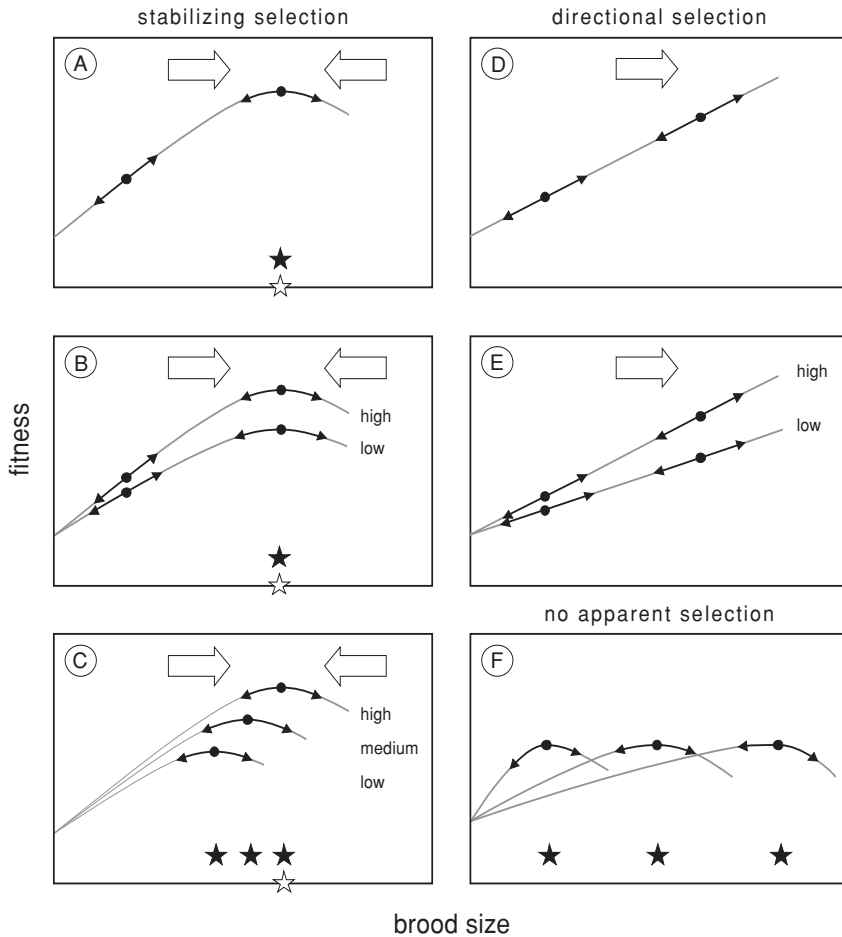 stabilizing selection
directional selection
A
D
B
high
low
E
high
low
no apparent selection
C
high
medium
low
F
fitness
brood size